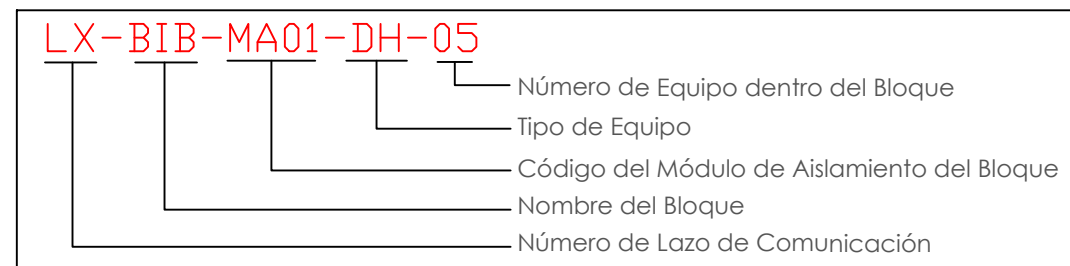 LX-BIB-MA01-DH-05
Número de Equipo dentro del Bloque
Tipo de Equipo
Código del Módulo de Aislamiento del Bloque
Nombre del Bloque
Número de Lazo de Comunicación